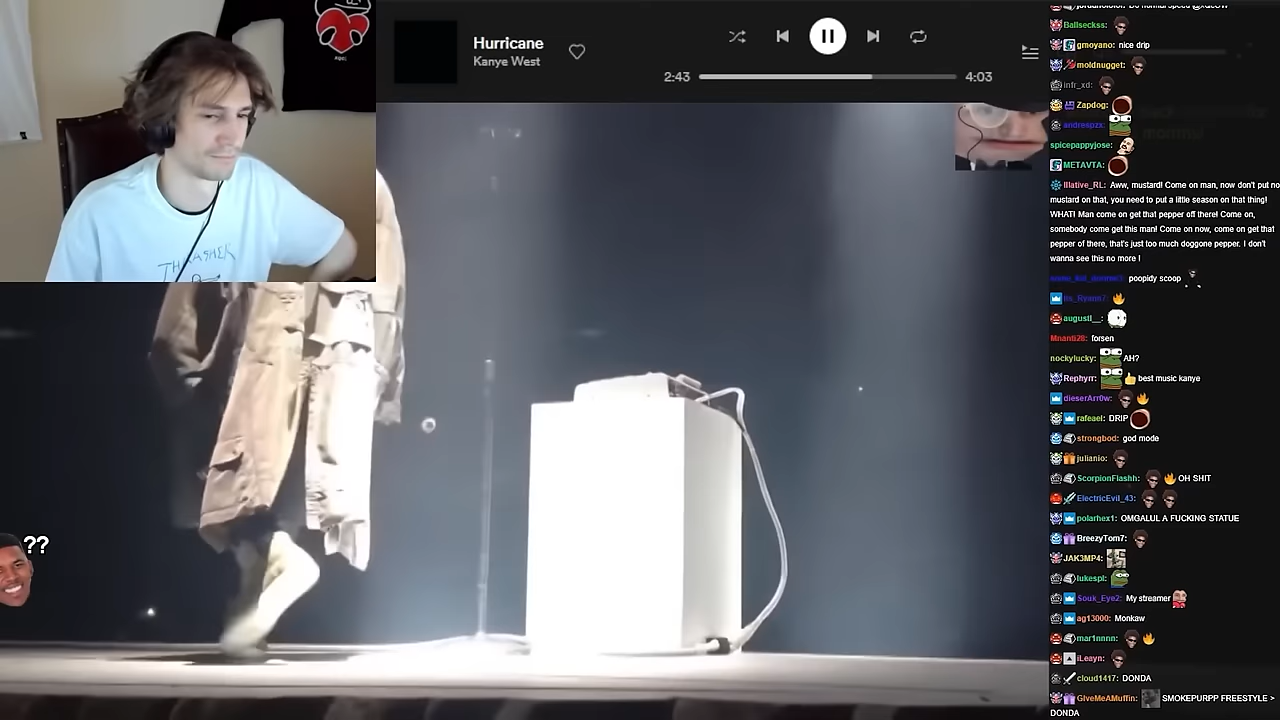 Hurricane
Kanye West
2:43
4:03
THRASHER
??
Ballseckss:
gmoyano: nice drip
moldnugget:
infr_xd:
Zapdog:
andrespzx:
spicepappyjose:
METAVTA:
Illative_RL: Aww, mustard! Come on man, now don't put no
mustard on that, you need to put a little season on that thing!
WHAT! Man come on get that pepper off there! Come on,
somebody come get this man! Come on now, come on get that
pepper of there, that's just too much doggone pepper. I don't
wanna see this no more !
poopidy scoop
its_Ryann7:
augustl__:
Mnanti28: forsen
nockylucky: AH?
Rephyrr: best music kanye
dieserArr0w:
rafeael: DRIP
strongbod: god mode
julianio:
ScorpionFlashh: OH SHIT
ElectricEvil_43:
polarhex1: OMGALUL A FUCKING STATUE
BreezyTom7:
JAK3MP4:
lukespl:
Souk_Eye2: My streamer
ag13000: Monkaw
mar1nnnn:
iLeayn:
cloud1417: DONDA
GIveMeAMuffin: SMOKEPURPP FREESTYLE >
DONDA